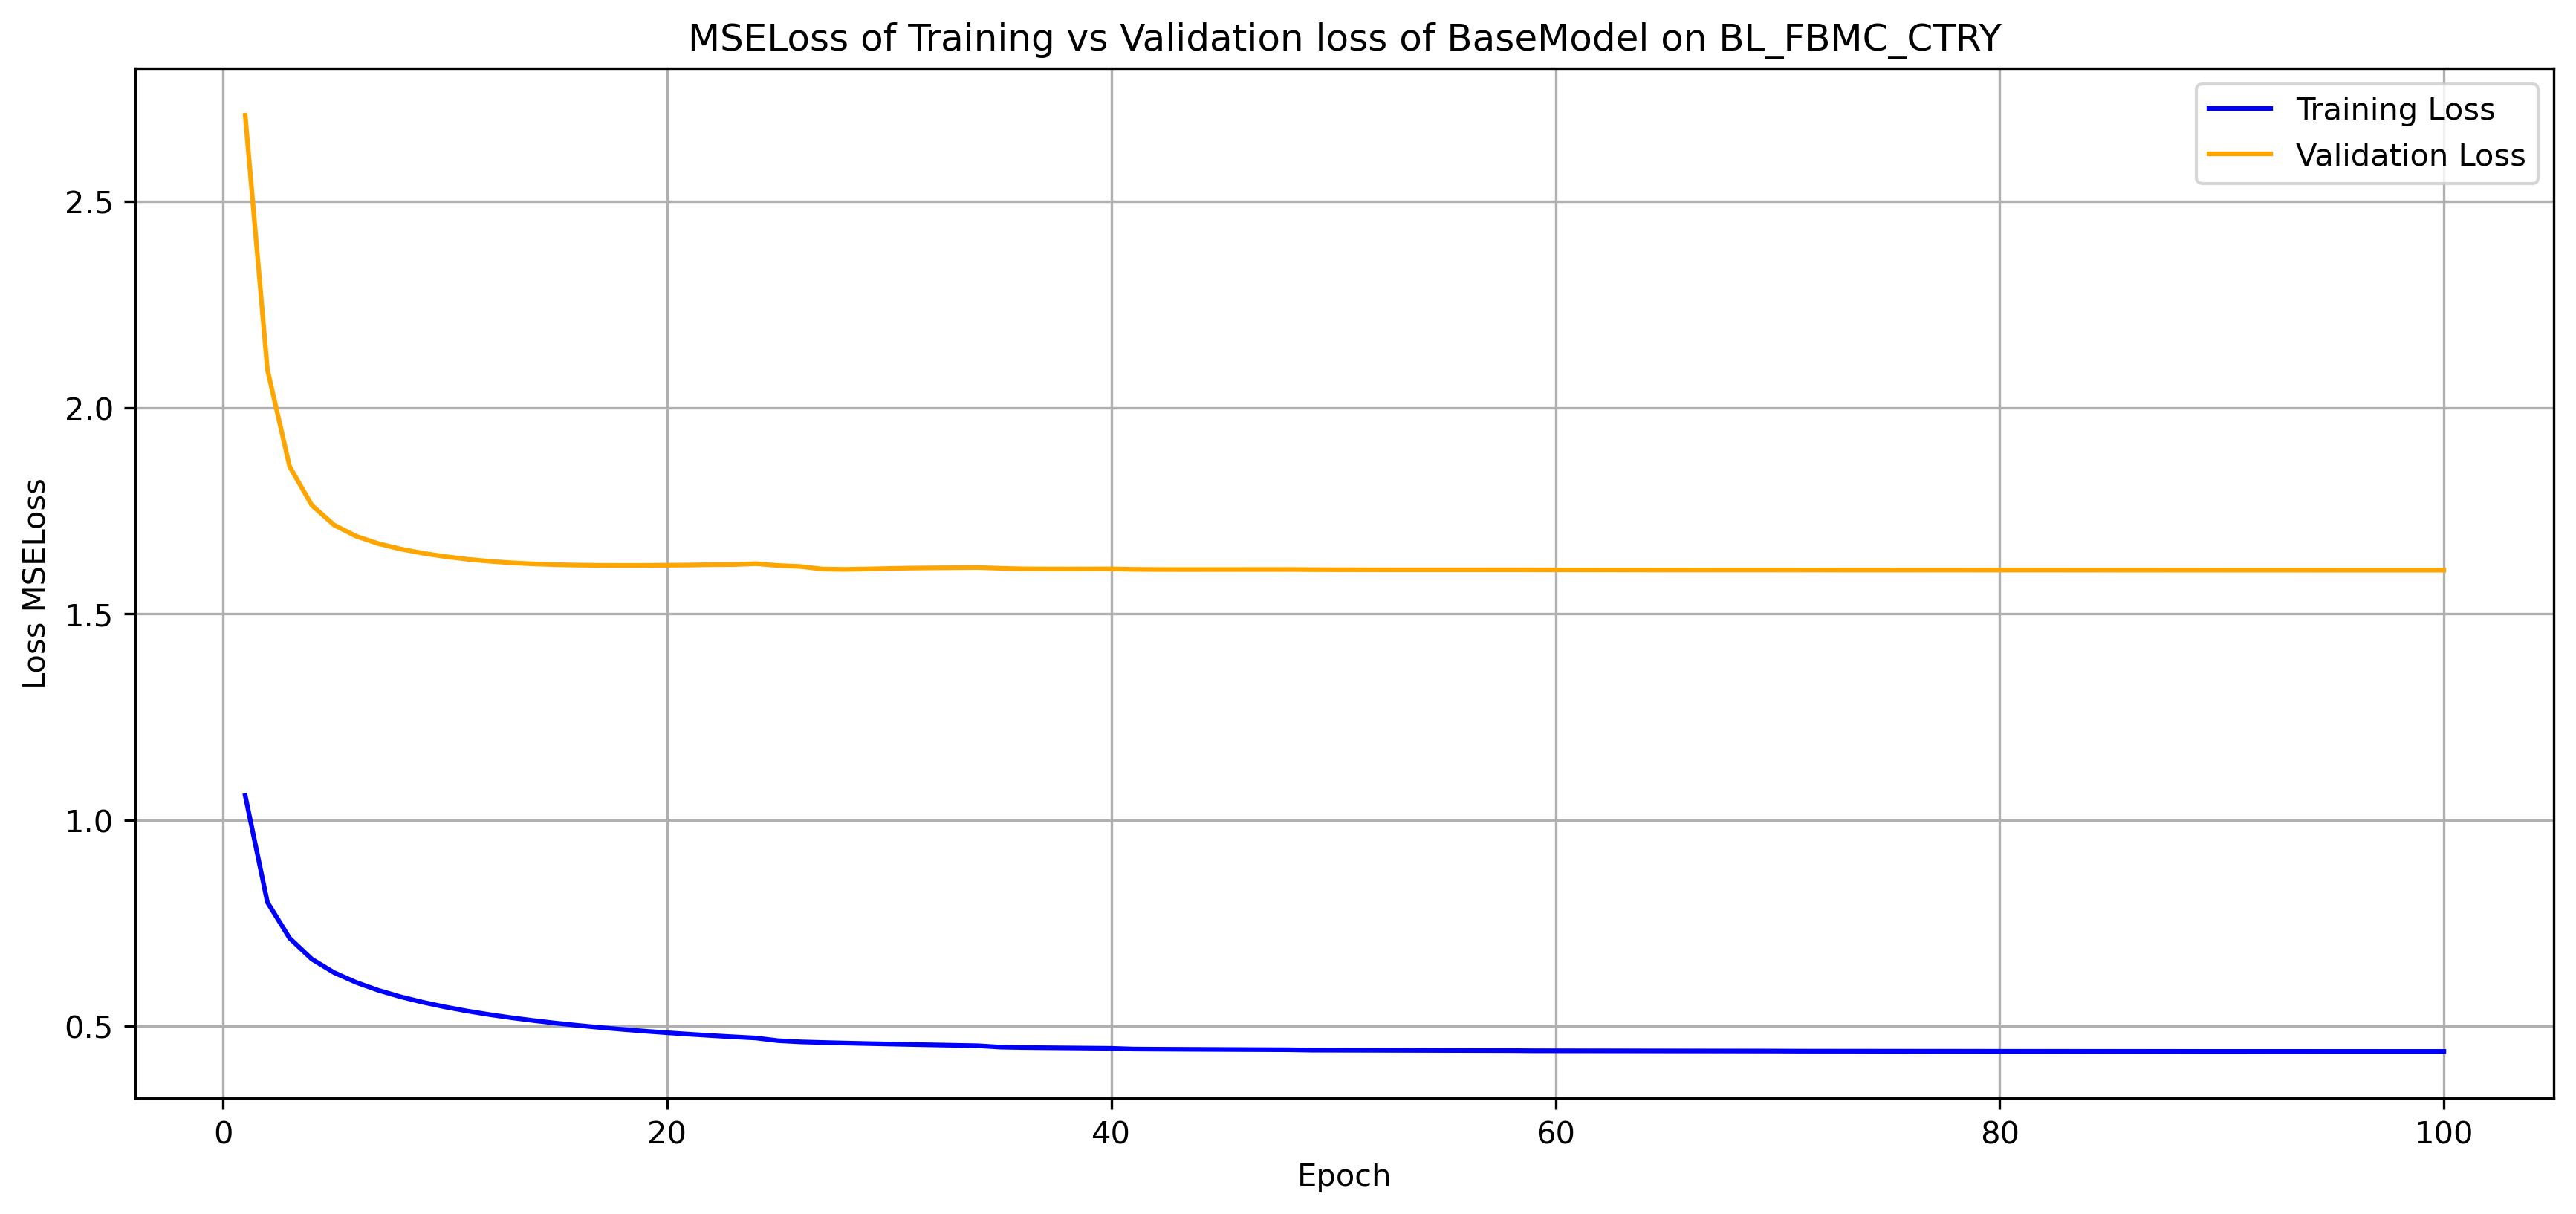 MSELoss of Training vs Validation loss of BaseModel on BL_FBMC_CTRY
Training Loss
Validation Loss
2.5
2.0
1.5
1.0
0.5
Loss MSELoss
0 20 40 60 80 100
Epoch